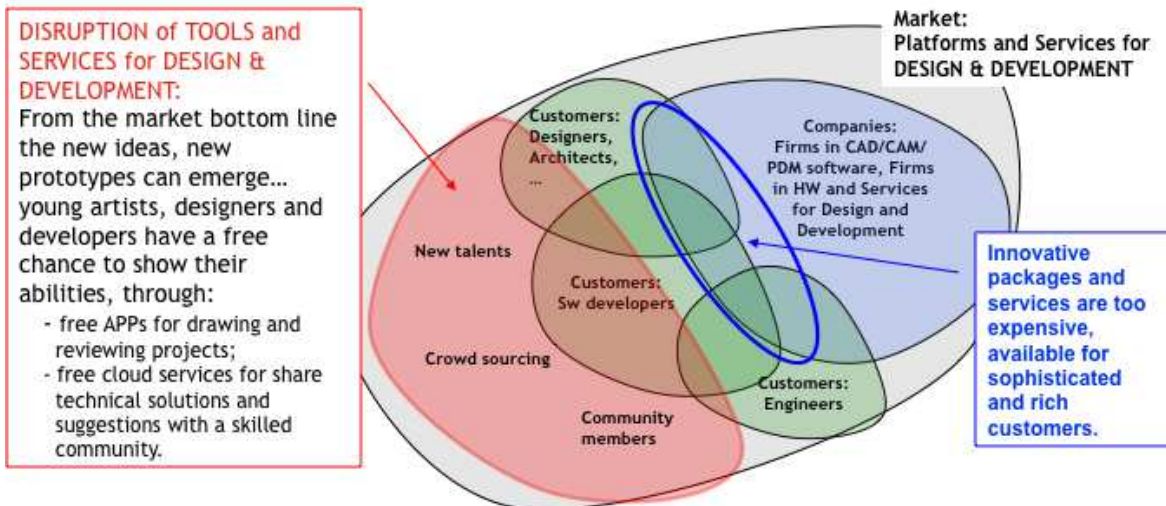 DISRUPTION of TOOLS and
SERVICES for DESIGN &
DEVELOPMENT:
From the market bottom line
the new ideas, new
prototypes can emerge...
young artists, designers and
developers have a free
chance to show their
abilities, through:
- free APPs for drawing and
reviewing projects;
- free cloud services for share
technical solutions and
suggestions with a skilled
community.
Market:
Platforms and Services for
DESIGN & DEVELOPMENT
Customers:
Designers,
Architects,
...
Companies:
Firms in CAD/CAM/
PDM software, Firms
in HW and Services
for Design and
Development
New talents
Customers:
Sw developers
Crowd sourcing
Customers:
Engineers
Community
members
Innovative
packages and
services are too
expensive,
available for
sophisticated
and rich
customers.